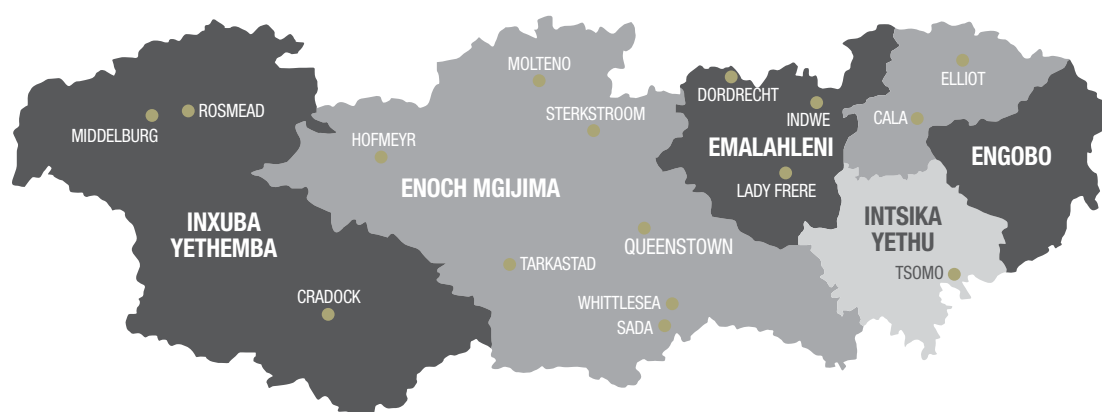 MOLTENO
ELLIOT
DORDRECHT
ROSMEAD
STERKSTROOM
INDWE
CALA
MIDDELBURG
HOFMEYR
EMALAHLENI
ENGOBO
ENOCH MGIJIMA
LADY FRERE
INXUBA
YETHEMBA
INTSIKA
YETHU
QUEENSTOWN
TARKASTAD
TSOMO
CRADOCK
WHITTLESEA
SADA